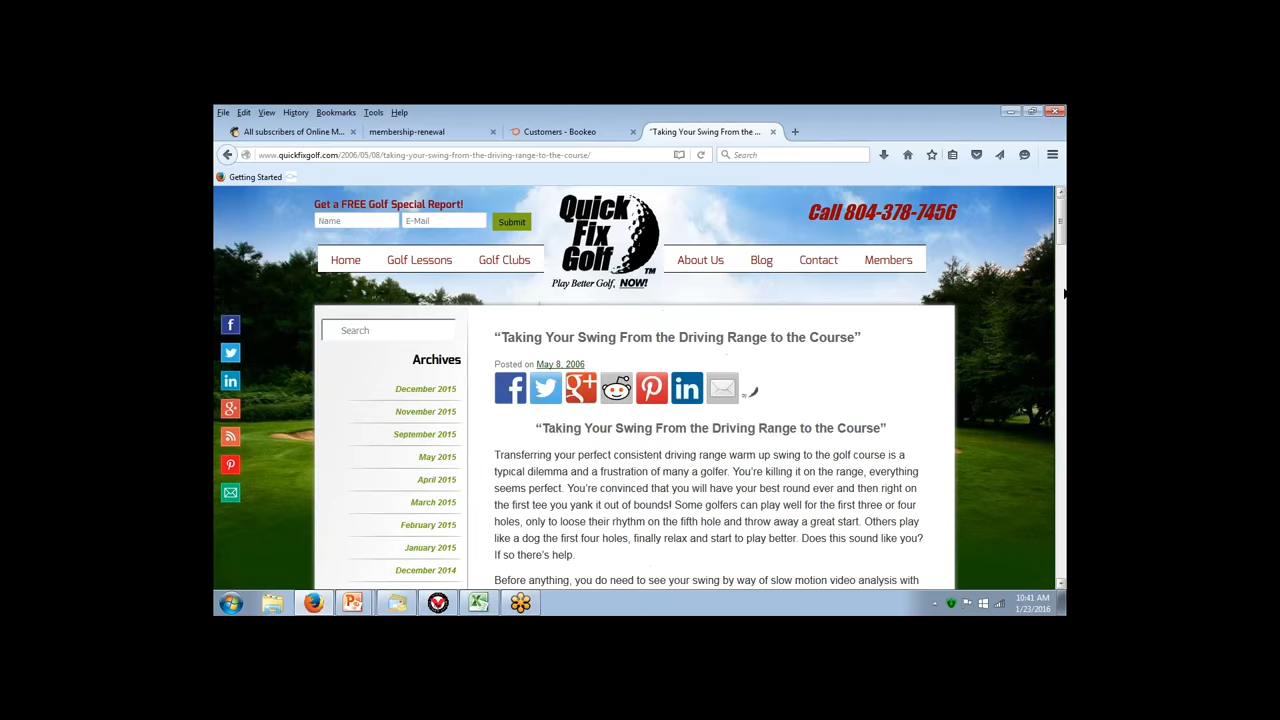 File Edit View History Bookmarks Tools Help
All subscribers of Online M... membership-renewal Customers - Bookeo "Taking Your Swing From the ...
www.quickfixgolf.com/2006/05/08/taking-your-swing-from-the-driving-range-to-the-course/ Search
Getting Started
Get a FREE Golf Special Report!
Name E-Mail Submit
Quick
Fix
Golf
TM
Play Better Golf, NOW!
Call 804-378-7456
Home Golf Lessons Golf Clubs About Us Blog Contact Members
Search
Archives
December 2015
November 2015
September 2015
May 2015
April 2015
March 2015
February 2015
January 2015
December 2014
“Taking Your Swing From the Driving Range to the Course”
Posted on May 8, 2006
by
“Taking Your Swing From the Driving Range to the Course”
Transferring your perfect consistent driving range warm up swing to the golf course is a
typical dilemma and a frustration of many a golfer. You’re killing it on the range, everything
seems perfect. You’re convinced that you will have your best round ever and then right on
the first tee you yank it out of bounds! Some golfers can play well for the first three or four
holes, only to loose their rhythm on the fifth hole and throw away a great start. Others play
like a dog the first four holes, finally relax and start to play better. Does this sound like you?
If so there’s help.
Before anything, you do need to see your swing by way of slow motion video analysis with
10:41 AM
1/23/2016